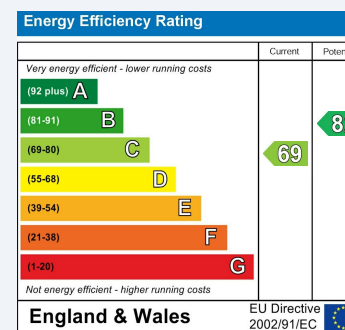 Energy Efficiency Rating
Current
Very energy efficient - lower running costs
(92 plus) A
(81-91) B
(69-80) C
69
(55-68) D
(39-54) E
(21-38) F
(1-20) G
Not energy efficient - higher running costs
England & Wales
EU Directive
2002/91/EC